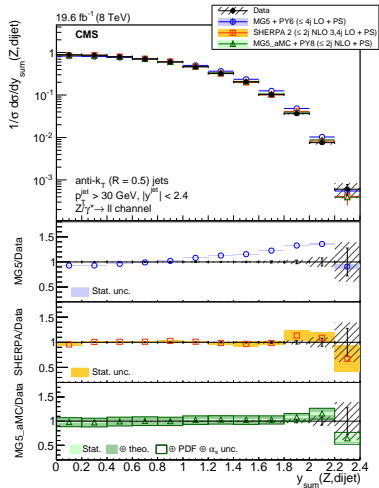 19.6 fb⁻¹ (8 TeV)
CMS
Data
MG5 + PY6 (≤ 4j LO + PS)
SHERPA 2 (≤ 2j NLO 3,4j LO + PS)
MG5_aMC + PY8 (≤ 2j NLO + PS)
1/σ dσ/dy_sum(Z,dijet)
1
10⁻¹
10⁻²
10⁻³
anti-k_T (R = 0.5) jets
p_T^jet > 30 GeV, |y^jet| < 2.4
Z/γ* → ll channel
MG5/Data
1.5
1
0.5
Stat. unc.
SHERPA/Data
1.5
1
0.5
Stat. unc.
MG5_aMC/Data
1.5
1
0.5
Stat. ⊕ theo. ⊕ PDF ⊕ α_s unc.
0 0.2 0.4 0.6 0.8 1 1.2 1.4 1.6 1.8 2 2.2 2.4
y_sum(Z,dijet)